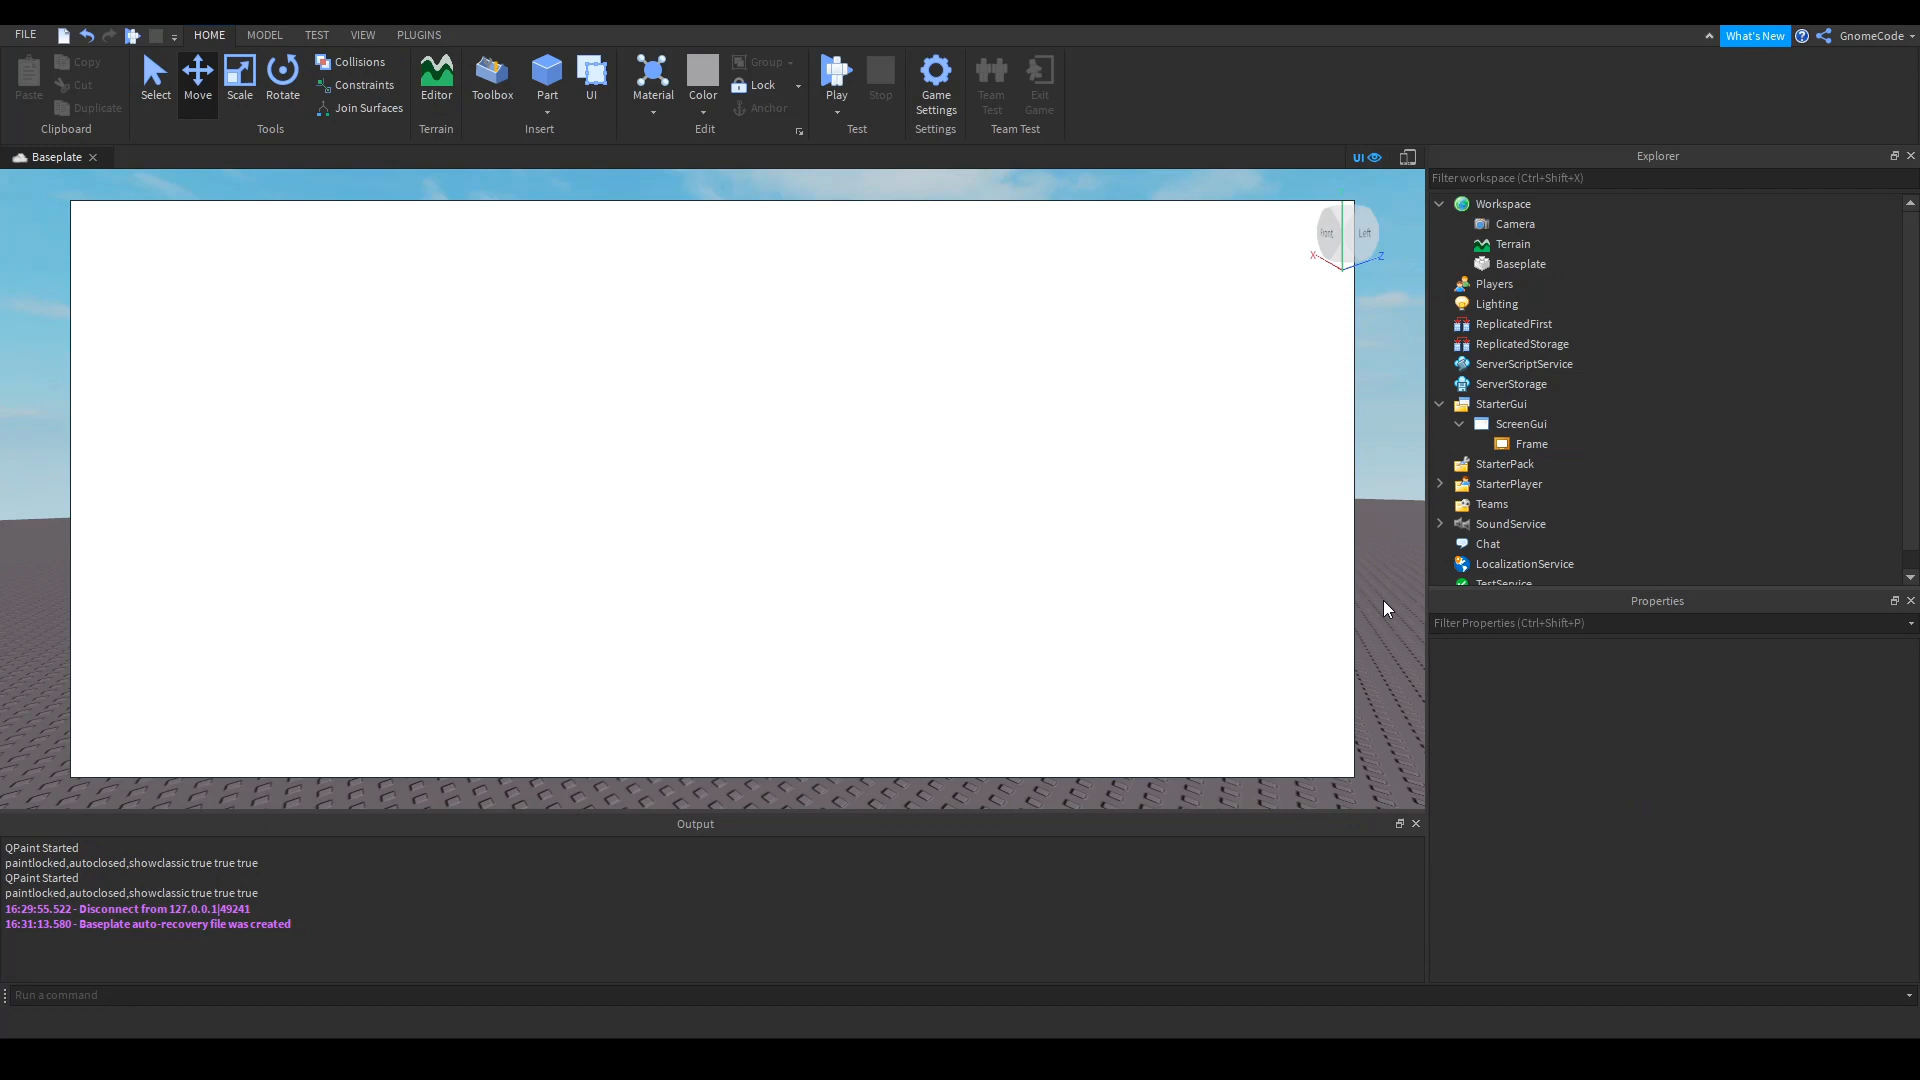 FILE
HOME
MODEL
TEST
VIEW
PLUGINS
What's New
GnomeCode
Paste
Copy
Cut
Duplicate
Clipboard
Select
Move
Scale
Rotate
Collisions
Constraints
Join Surfaces
Tools
Editor
Terrain
Toolbox
Part
UI
Insert
Material
Color
Group
Lock
Anchor
Edit
Play
Stop
Test
Game Settings
Settings
Team Test
Exit Game
Team Test
Baseplate
UI
Front
Left
X
Z
Explorer
Filter workspace (Ctrl+Shift+X)
Workspace
Camera
Terrain
Baseplate
Players
Lighting
ReplicatedFirst
ReplicatedStorage
ServerScriptService
ServerStorage
StarterGui
ScreenGui
Frame
StarterPack
StarterPlayer
Teams
SoundService
Chat
LocalizationService
TestService
Properties
Filter Properties (Ctrl+Shift+P)
Output
QPaint Started
paintlocked,autoclosed,showclassic true true true
QPaint Started
paintlocked,autoclosed,showclassic true true true
16:29:55.522 - Disconnect from 127.0.0.1|49241
16:31:13.580 - Baseplate auto-recovery file was created
Run a command